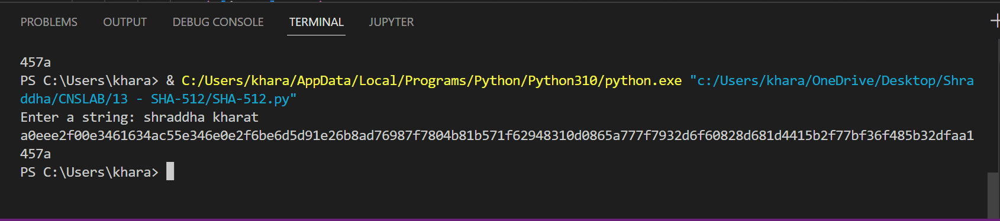 PROBLEMS OUTPUT DEBUG CONSOLE TERMINAL JUPYTER
457a
PS C:\Users\khara> & C:/Users/khara/AppData/Local/Programs/Python/Python310/python.exe "c:/Users/khara/OneDrive/Desktop/Shra
ddha/CNSLAB/13 - SHA-512/SHA-512.py"
Enter a string: shraddha kharat
a0eee2f00e3461634ac55e346e0e2f6be6d5d91e26b8ad76987f7804b81b571f62948310d0865a777f7932d6f60828d681d4415b2f77bf36f485b32dfaa1
457a
PS C:\Users\khara>